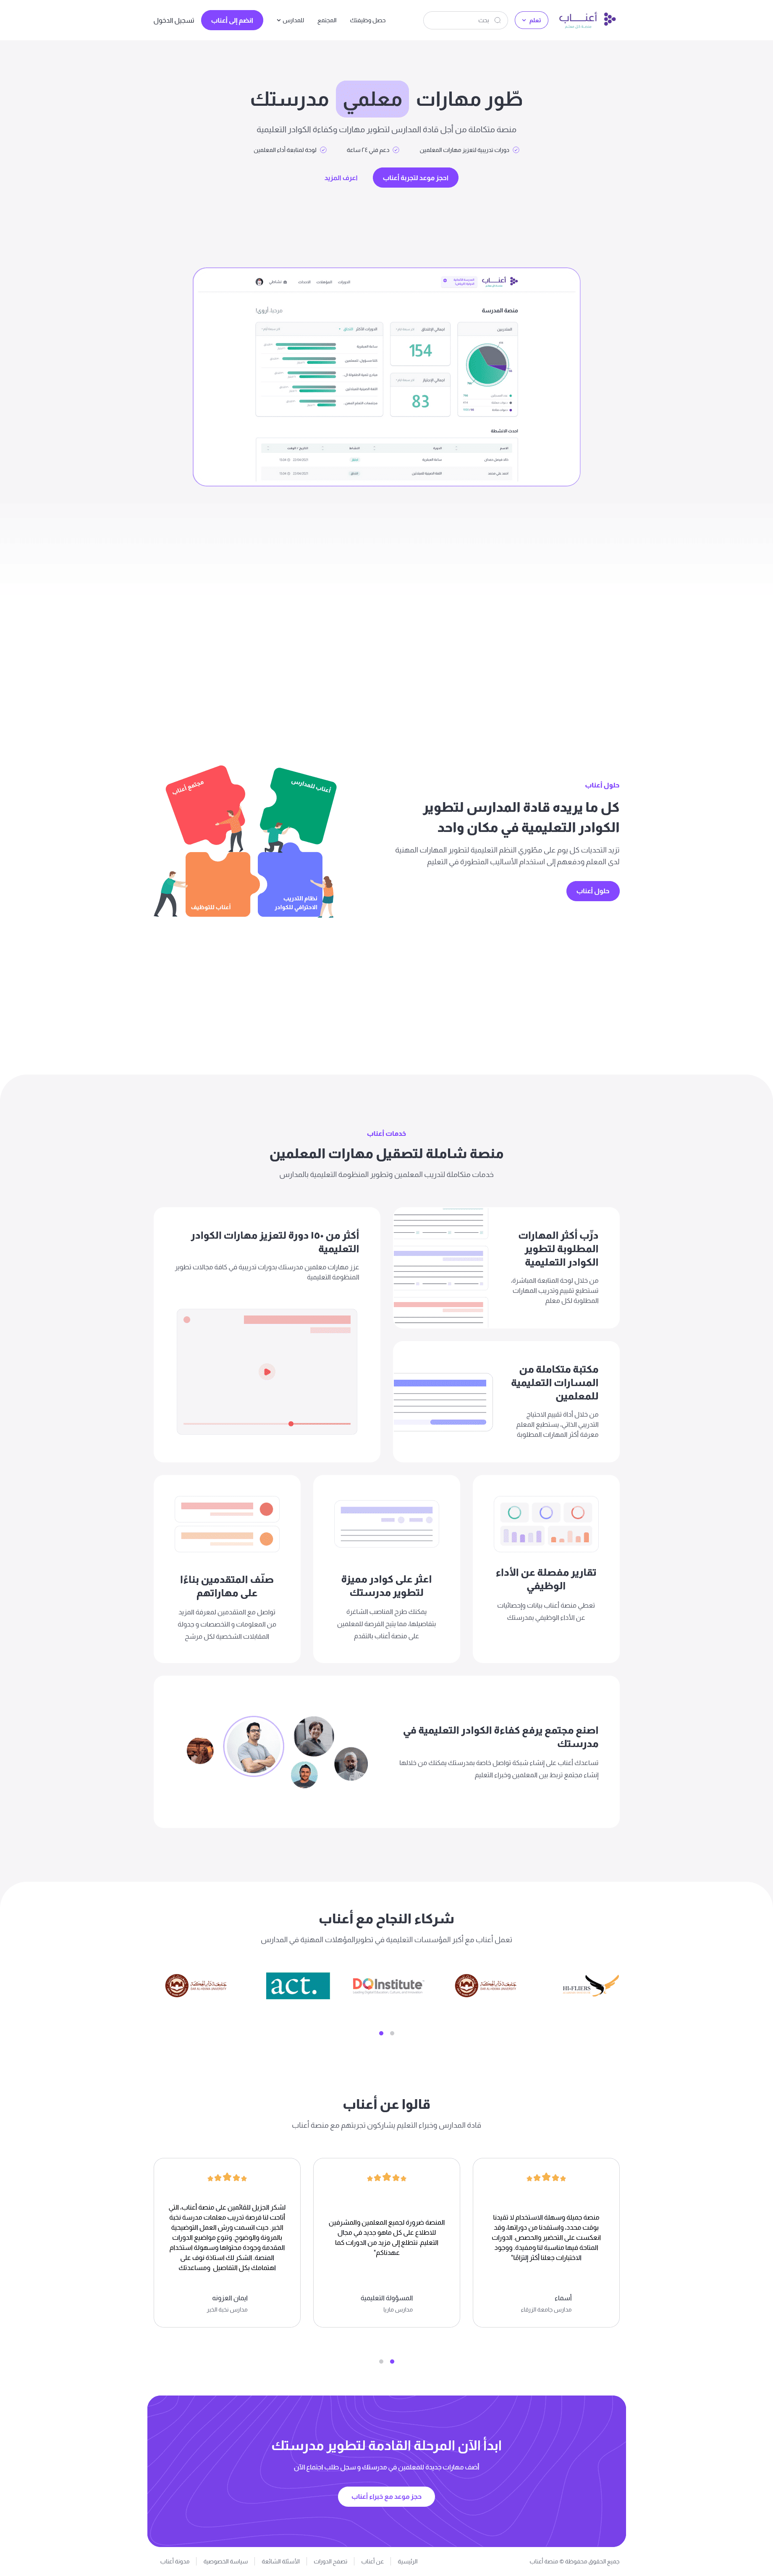 أعناب
تعلم
بحث
حصل وظيفتك
المجتمع
للمدارس
انضم إلى أعناب
تسجيل الدخول
طّور مهارات معلمي مدرستك
منصة متكاملة من أجل قادة المدارس لتطوير مهارات وكفاءة الكوادر التعليمية
دورات تدريبية لتعزيز مهارات المعلمين
دعم فني ٢٤ ساعة
لوحة لمتابعة أداء المعلمين
احجز موعد لتجربة أعناب
اعرف المزيد
أعناب
الدورات
المؤهلات
الخدمات
منصة المدرسة
المتدربين
154
83
احدث الانشطة
حلول أعناب
كل ما يريده قادة المدارس لتطوير
الكوادر التعليمية في مكان واحد
تزيد التحديات كل يوم على مطّوري النظم التعليمية لتطوير المهارات المهنية
لدى المعلم ودفعهم إلى استخدام الأساليب المتطورة في التعليم
حلول أعناب
أعناب للمدارس
مجتمع أعناب
نظام التدريب
الاحترافي للكوادر
أعناب للتوظيف
خدمات أعناب
منصة شاملة لتصقيل مهارات المعلمين
خدمات متكاملة لتدريب المعلمين وتطوير المنظومة التعليمية بالمدارس
درِّب أكثر المهارات
المطلوبة لتطوير
الكوادر التعليمية
من خلال لوحة المتابعة المباشرة،
تستطيع تقييم وتدريب المهارات
المطلوبة لكل معلم
أكثر من ١٥٠ دورة لتعزيز مهارات الكوادر
التعليمية
عزز مهارات معلمين مدرستك بدورات تدريبية في كافة مجالات تطوير
المنظومة التعليمية
مكتبة متكاملة من
المسارات التعليمية
للمعلمين
من خلال أداة تقييم الاحتياج
التدريبي الذاتي، يستطيع المعلم
معرفة أكثر المهارات المطلوبة.
تقارير مفصلة عن الأداء
الوظيفي
تعطي منصة أعناب بيانات وإحصائيات
عن الأداء الوظيفي بمدرستك
اعثر على كوادر مميزة
لتطوير مدرستك
يمكنك طرح المناصب الشاغرة
بتفاصيلها، مما يتيح الفرصة للمعلمين
على منصة أعناب بالتقدم
صنّف المتقدمين بناءًا
على مهاراتهم
تواصل مع المتقدمين لمعرفة المزيد
من المعلومات و التخصصات و جدولة
المقابلات الشخصية لكل مرشح
اصنع مجتمع يرفع كفاءة الكوادر التعليمية في
مدرستك
تساعدك أعناب على إنشاء شبكة تواصل خاصة بمدرستك يمكنك من خلالها
إنشاء مجتمع تربط بين المعلمين وخبراء التعليم
شركاء النجاح مع أعناب
تعمل أعناب مع أكبر المؤسسات التعليمية في تطويرالمؤهلات المهنية في المدارس
HI-FLIERS
DQInstitute
act.
قالوا عن أعناب
قادة المدارس وخبراء التعليم يشاركون تجربتهم مع منصة أعناب
منصة جميلة وسهلة الاستخدام لا تقيدنا
بوقت محدد، واستفدنا من دوراتها، وقد
انعكست على التحضير والحصص. الدورات
المتاحة فيها مناسبة لنا ومفيدة. ووجود
الاختبارات جعلنا أكثر إلتزامًا"
أسماء
مدارس جامعة الزرقاء
المنصة ضرورة لجميع المعلمين والمشرفين
للاطلاع على كل ماهو جديد في مجال
التعليم. نتطلع إلى مزيد من الدورات كما
عهدناكم"
المسؤولة التعليمية
مدارس ماريا
لشكر الجزيل للقائمين على منصة أعناب، التي
أتاحت لنا فرصة تدريب معلمات مدرسة نخبة
الخبر. حيث اتسمت ورش العمل التوضيحية
بالمرونة والوضوح. وتنوع مواضيع الدورات
المقدمة وجودة محتواها وسهولة استخدام
المنصة. الشكر لك استاذة نوف على
اهتمامك بكل التفاصيل ومساعدتك
ايمان العزونه
مدارس نخبة الخبر
ابدأ الآن المرحلة القادمة لتطوير مدرستك
أضف مهارات جديدة للمعلمين في مدرستك و سجل طلب اجتماع الآن
حجز موعد مع خبراء أعناب
جميع الحقوق محفوظة © منصة أعناب
الرئيسية
عن أعناب
تصفح الدورات
الأسئلة الشائعة
سياسة الخصوصية
مدونة أعناب